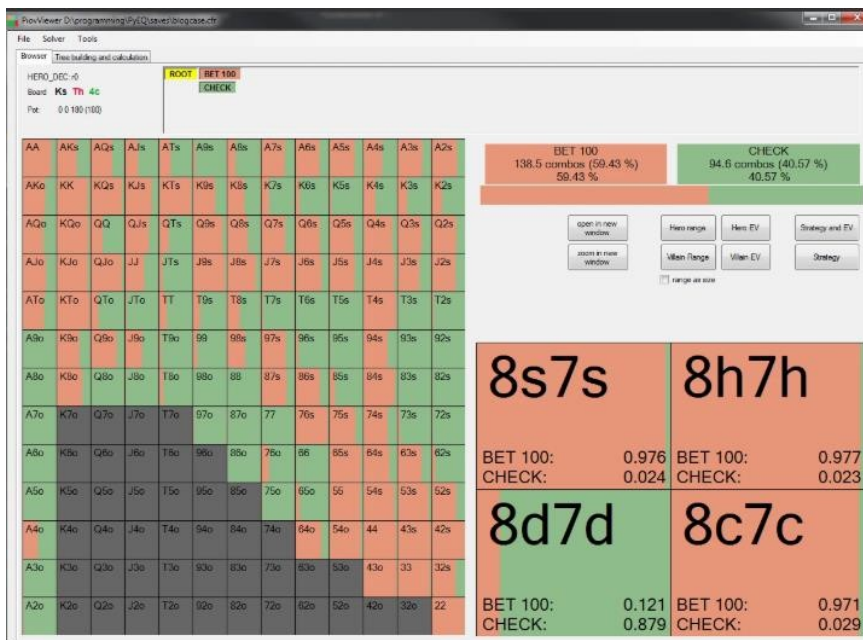 PiovViewer D:\programming\PyEQ\saves\blogcase.cfr
File Solver Tools
Browser Tree building and calculation
HERO_DEC:r0
ROOT BET 100
Board Ks Th 4c
CHECK
Pot: 0 0 180 (180)
AA AKs AQs AJs ATs A9s A8s A7s A6s A5s A4s A3s A2s
AKo KK KQs KJs KTs K9s K8s K7s K6s K5s K4s K3s K2s
AQo KQo QQ QJs QTs Q9s Q8s Q7s Q6s Q5s Q4s Q3s Q2s
AJo KJo QJo JJ JTs J9s J8s J7s J6s J5s J4s J3s J2s
ATo KTo QTo JTo TT T9s T8s T7s T6s T5s T4s T3s T2s
A9o K9o Q9o J9o T9o 99 98s 97s 96s 95s 94s 93s 92s
A8o K8o Q8o J8o T8o 98o 88 87s 86s 85s 84s 83s 82s
A7o K7o Q7o J7o T7o 97o 87o 77 76s 75s 74s 73s 72s
A6o K6o Q6o J6o T6o 96o 86o 76o 66 65s 64s 63s 62s
A5o K5o Q5o J5o T5o 95o 85o 75o 65o 55 54s 53s 52s
A4o K4o Q4o J4o T4o 94o 84o 74o 64o 54o 44 43s 42s
A3o K3o Q3o J3o T3o 93o 83o 73o 63o 53o 43o 33 32s
A2o K2o Q2o J2o T2o 92o 82o 72o 62o 52o 42o 32o 22
BET 100
138.5 combos (59.43 %)
59.43 %
CHECK
94.6 combos (40.57 %)
40.57 %
open in new
window
Hero range Hero EV Strategy and EV
zoom in new
window
Villain Range Villain EV Strategy
range as size
8s7s
BET 100: 0.976
CHECK: 0.024
8h7h
BET 100: 0.977
CHECK: 0.023
8d7d
BET 100: 0.121
CHECK: 0.879
8c7c
BET 100: 0.971
CHECK: 0.029